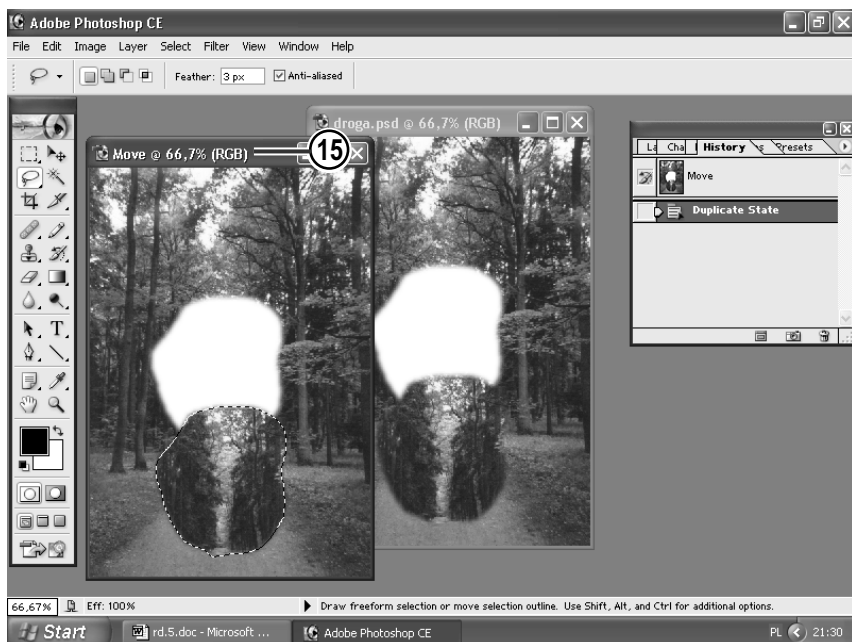 Adobe Photoshop CE
File Edit Image Layer Select Filter View Window Help
Feather: 3 px Anti-aliased
droga.psd @ 66,7% (RGB)
Move @ 66,7% (RGB)
15
La Cha History s Presets
Move
Duplicate State
T
66,67% Eff: 100% Draw freeform selection or move selection outline. Use Shift, Alt, and Ctrl for additional options.
Start rd.5.doc - Microsoft ... Adobe Photoshop CE PL 21:30